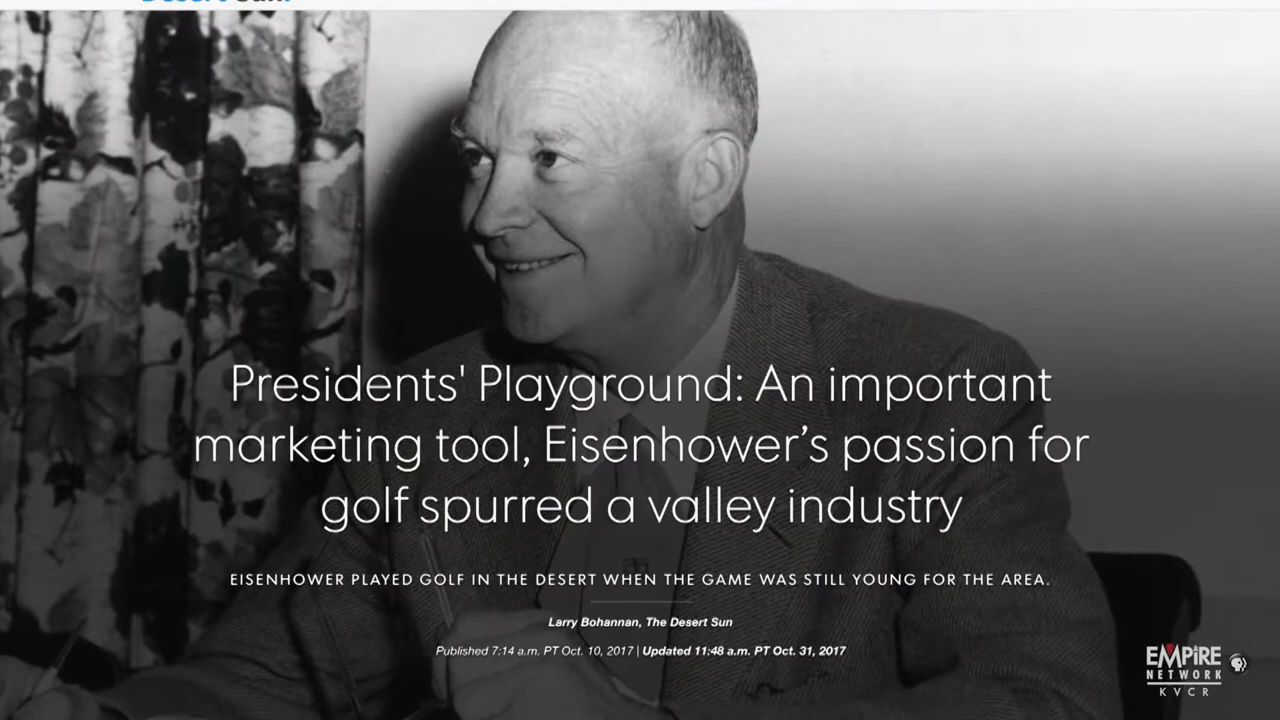 Desert Sun.
Presidents' Playground: An important
marketing tool, Eisenhower’s passion for
golf spurred a valley industry
EISENHOWER PLAYED GOLF IN THE DESERT WHEN THE GAME WAS STILL YOUNG FOR THE AREA.
Larry Bohannan, The Desert Sun
Published 7:14 a.m. PT Oct. 10, 2017 | Updated 11:48 a.m. PT Oct. 31, 2017
EMPiRE
NETWORK
KVCR